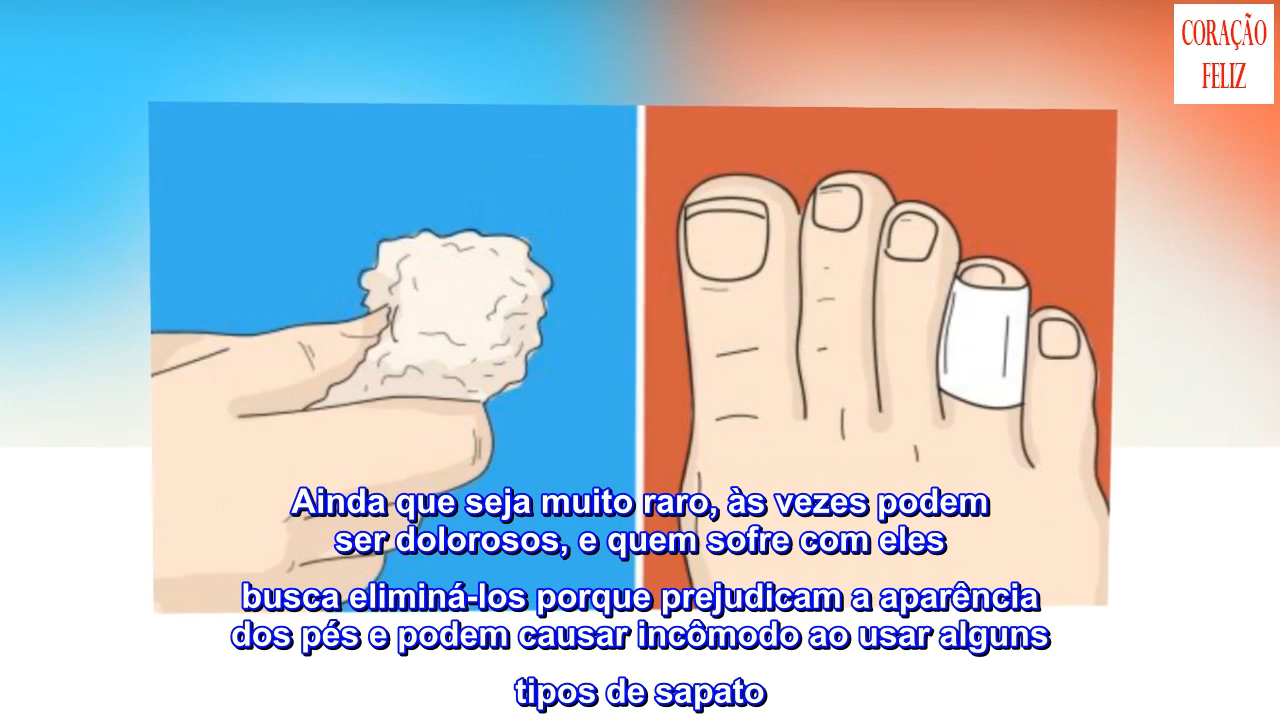 CORAÇÃO
FELIZ
Ainda que seja muito raro, às vezes podem
ser dolorosos, e quem sofre com eles
busca eliminá-los porque prejudicam a aparência
dos pés e podem causar incômodo ao usar alguns
tipos de sapato